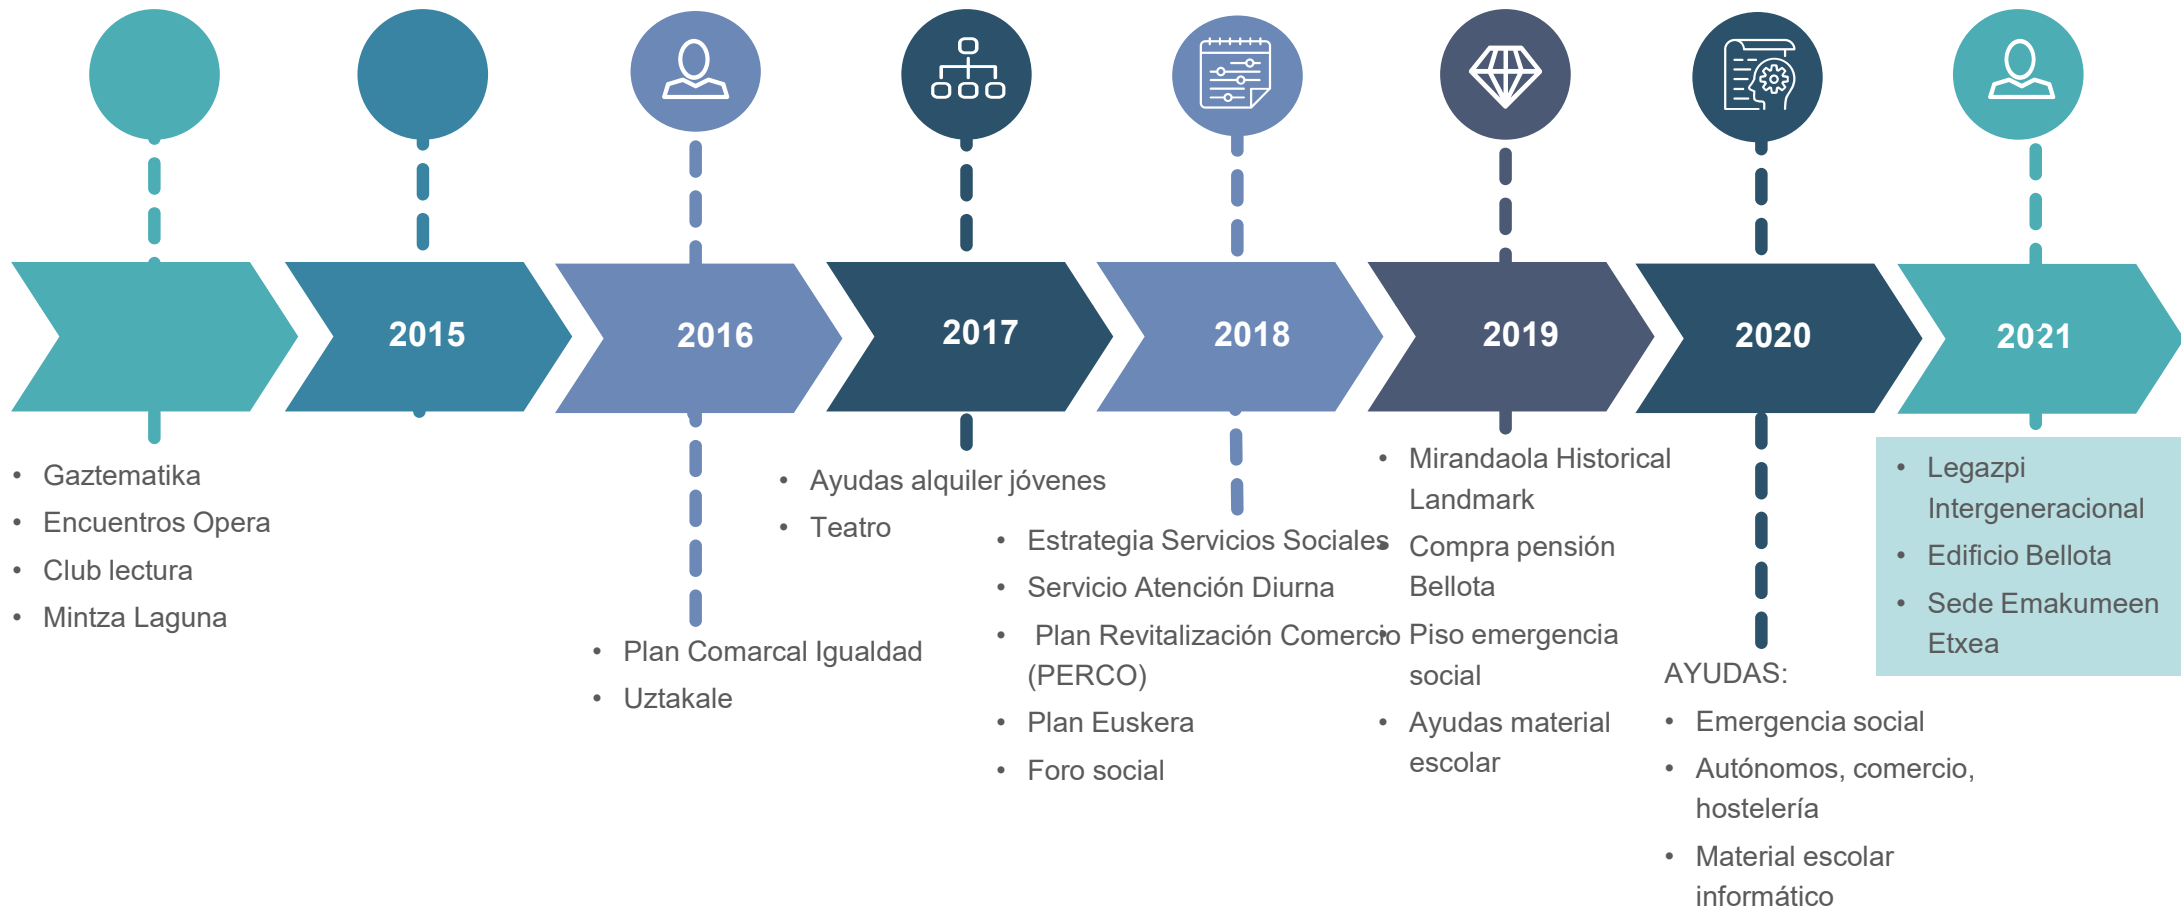 2015
2016
2017
2018
2019
2020
2021
• Gaztematika
• Encuentros Opera
• Club lectura
• Mintza Laguna
• Plan Comarcal Igualdad
• Uztakale
• Ayudas alquiler jóvenes
• Teatro
• Estrategia Servicios Sociales
• Servicio Atención Diurna
• Plan Revitalización Comercio
(PERCO)
• Plan Euskera
• Foro social
• Mirandaola Historical
Landmark
• Compra pensión
Bellota
• Piso emergencia
social
• Ayudas material
escolar
AYUDAS:
• Emergencia social
• Autónomos, comercio,
hostelería
• Material escolar
informático
• Legazpi
Intergeneracional
• Edificio Bellota
• Sede Emakumeen
Etxea